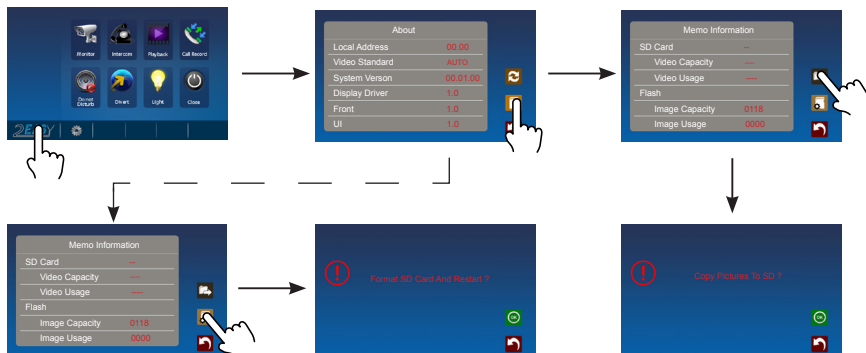 Monitor Intercom Playback Call Record
Do not
Disturb
Divert Light Close
2EASY
About
Local Address 00.00
Video Standard AUTO
System Verson 00.01.00
Display Driver 1.0
Front 1.0
UI 1.0
Memo Information
SD Card --
Video Capacity ----
Video Usage ----
Flash
Image Capacity 0118
Image Usage 0000
Memo Information
SD Card --
Video Capacity ----
Video Usage ----
Flash
Image Capacity 0118
Image Usage 0000
Format SD Card And Restart ?
OK
Copy Pictures To SD ?
OK